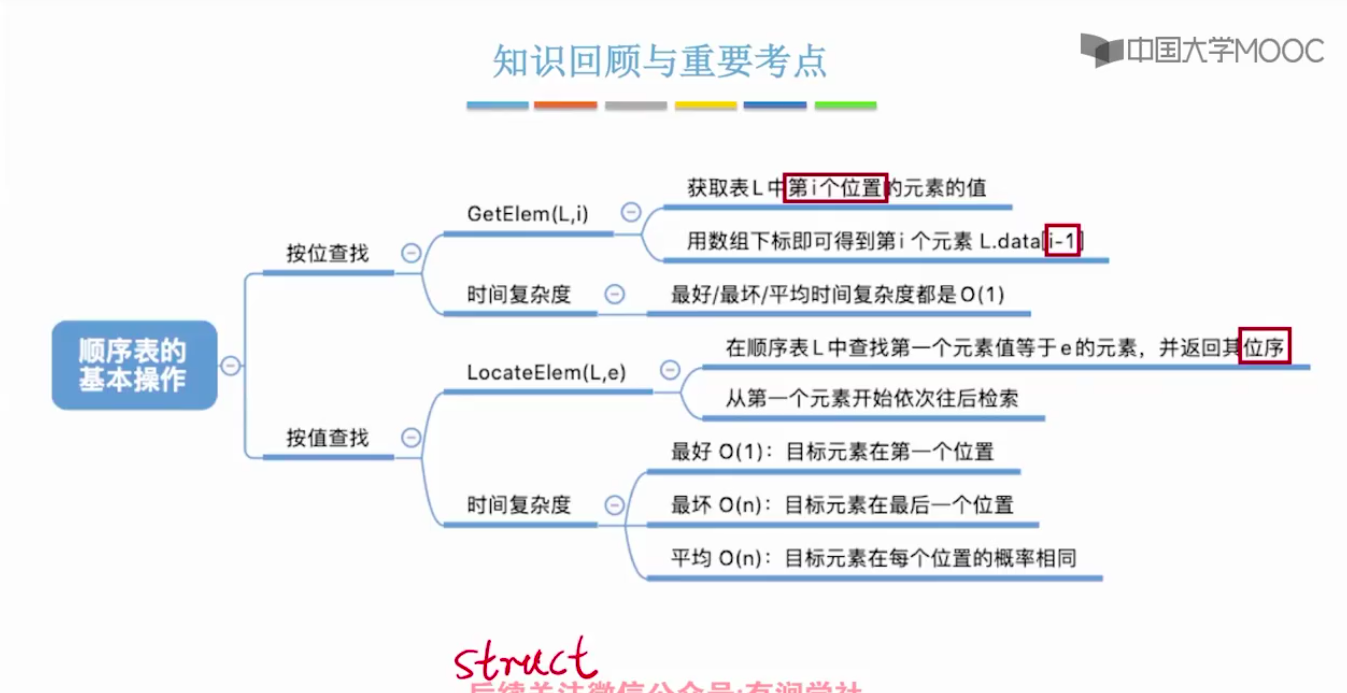 知识回顾与重要考点
中国大学MOOC
获取表L中第i个位置的元素的值
GetElem(L,i)
用数组下标即可得到第i个元素 L.data[i-1]
按位查找
时间复杂度
最好/最坏/平均时间复杂度都是O(1)
顺序表的
基本操作
在顺序表L中查找第一个元素值等于e的元素，并返回其位序
LocateElem(L,e)
从第一个元素开始依次往后检索
按值查找
最好 O(1)：目标元素在第一个位置
时间复杂度
最坏 O(n)：目标元素在最后一个位置
平均 O(n)：目标元素在每个位置的概率相同
struct